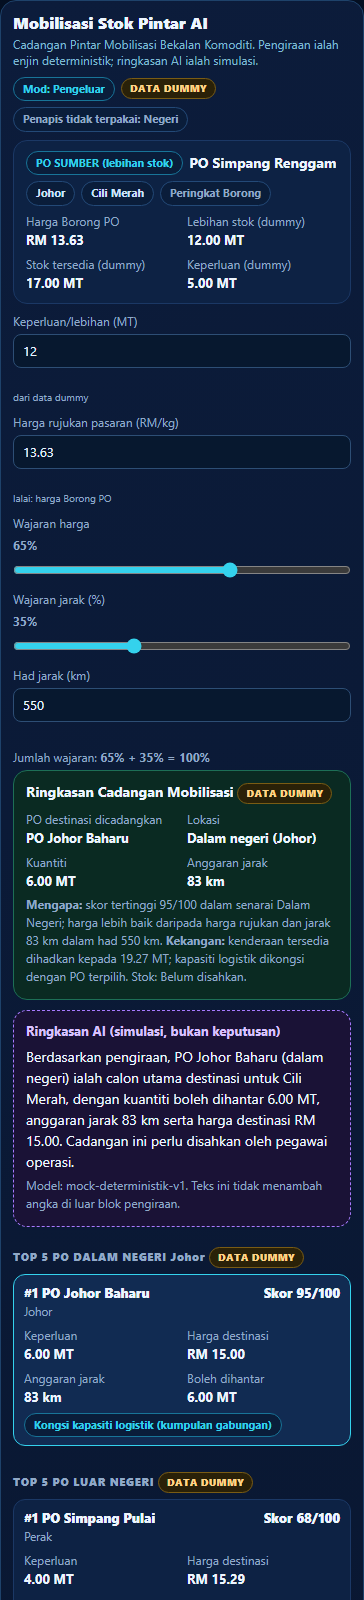 Mobilisasi Stok Pintar AI
Cadangan Pintar Mobilisasi Bekalan Komoditi. Pengiraan ialah
enjin deterministik; ringkasan AI ialah simulasi.
Mod: Pengeluar
DATA DUMMY
Penapis tidak terpakai: Negeri
PO SUMBER (lebihan stok)
PO Simpang Renggam
Johor
Cili Merah
Peringkat Borong
Harga Borong PO
Lebihan stok (dummy)
RM 13.63
12.00 MT
Stok tersedia (dummy)
Keperluan (dummy)
17.00 MT
5.00 MT
Keperluan/lebihan (MT)
12
dari data dummy
Harga rujukan pasaran (RM/kg)
13.63
lalai: harga Borong PO
Wajaran harga
65%
Wajaran jarak (%)
35%
Had jarak (km)
550
Jumlah wajaran: 65% + 35% = 100%
Ringkasan Cadangan Mobilisasi DATA DUMMY
PO destinasi dicadangkan
Lokasi
PO Johor Baharu
Dalam negeri (Johor)
Kuantiti
Anggaran jarak
6.00 MT
83 km
Mengapa: skor tertinggi 95/100 dalam senarai Dalam
Negeri; harga lebih baik daripada harga rujukan dan jarak
83 km dalam had 550 km. Kekangan: kenderaan tersedia
dihadkan kepada 19.27 MT; kapasiti logistik dikongsi
dengan PO terpilih. Stok: Belum disahkan.
Ringkasan AI (simulasi, bukan keputusan)
Berdasarkan pengiraan, PO Johor Baharu (dalam
negeri) ialah calon utama destinasi untuk Cili
Merah, dengan kuantiti boleh dihantar 6.00 MT,
anggaran jarak 83 km serta harga destinasi RM
15.00. Cadangan ini perlu disahkan oleh pegawai
operasi.
Model: mock-deterministik-v1. Teks ini tidak menambah
angka di luar blok pengiraan.
TOP 5 PO DALAM NEGERI Johor DATA DUMMY
#1 PO Johor Baharu
Skor 95/100
Johor
Keperluan
Harga destinasi
6.00 MT
RM 15.00
Anggaran jarak
Boleh dihantar
83 km
6.00 MT
Kongsi kapasiti logistik (kumpulan gabungan)
TOP 5 PO LUAR NEGERI DATA DUMMY
#1 PO Simpang Pulai
Skor 68/100
Perak
Keperluan
Harga destinasi
4.00 MT
RM 15.29